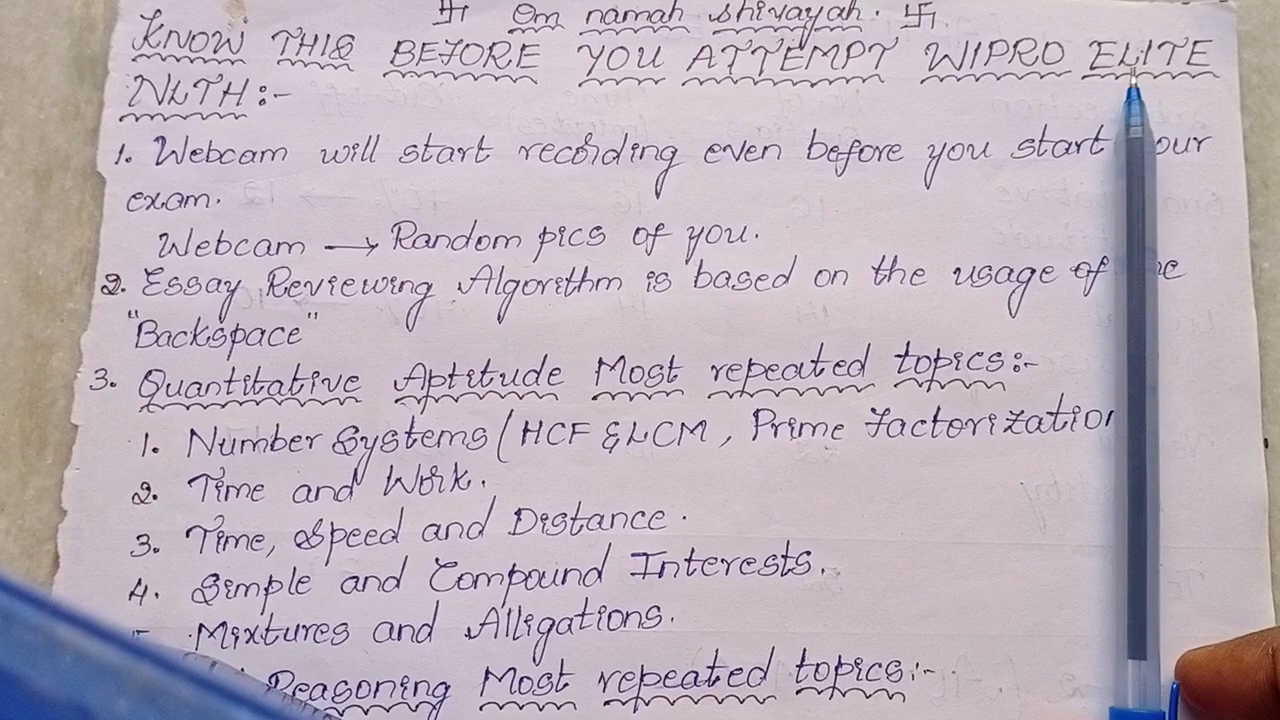 卐 Om namah shivayah. 卐
KNOW THIS BEFORE YOU ATTEMPT WIPRO ELITE
NLTH:-
1. Webcam will start recording even before you start our
exam.
Webcam → Random pics of you.
2. Essay Reviewing Algorithm is based on the usage of
"Backspace"
3. Quantitative Aptitude Most repeated topics:-
1. Number Systems (HCF & LCM, Prime Factorization
2. Time and Work.
3. Time, Speed and Distance.
4. Simple and Compound Interests.
Mixtures and Alligations.
Reasoning Most repeated topics:-